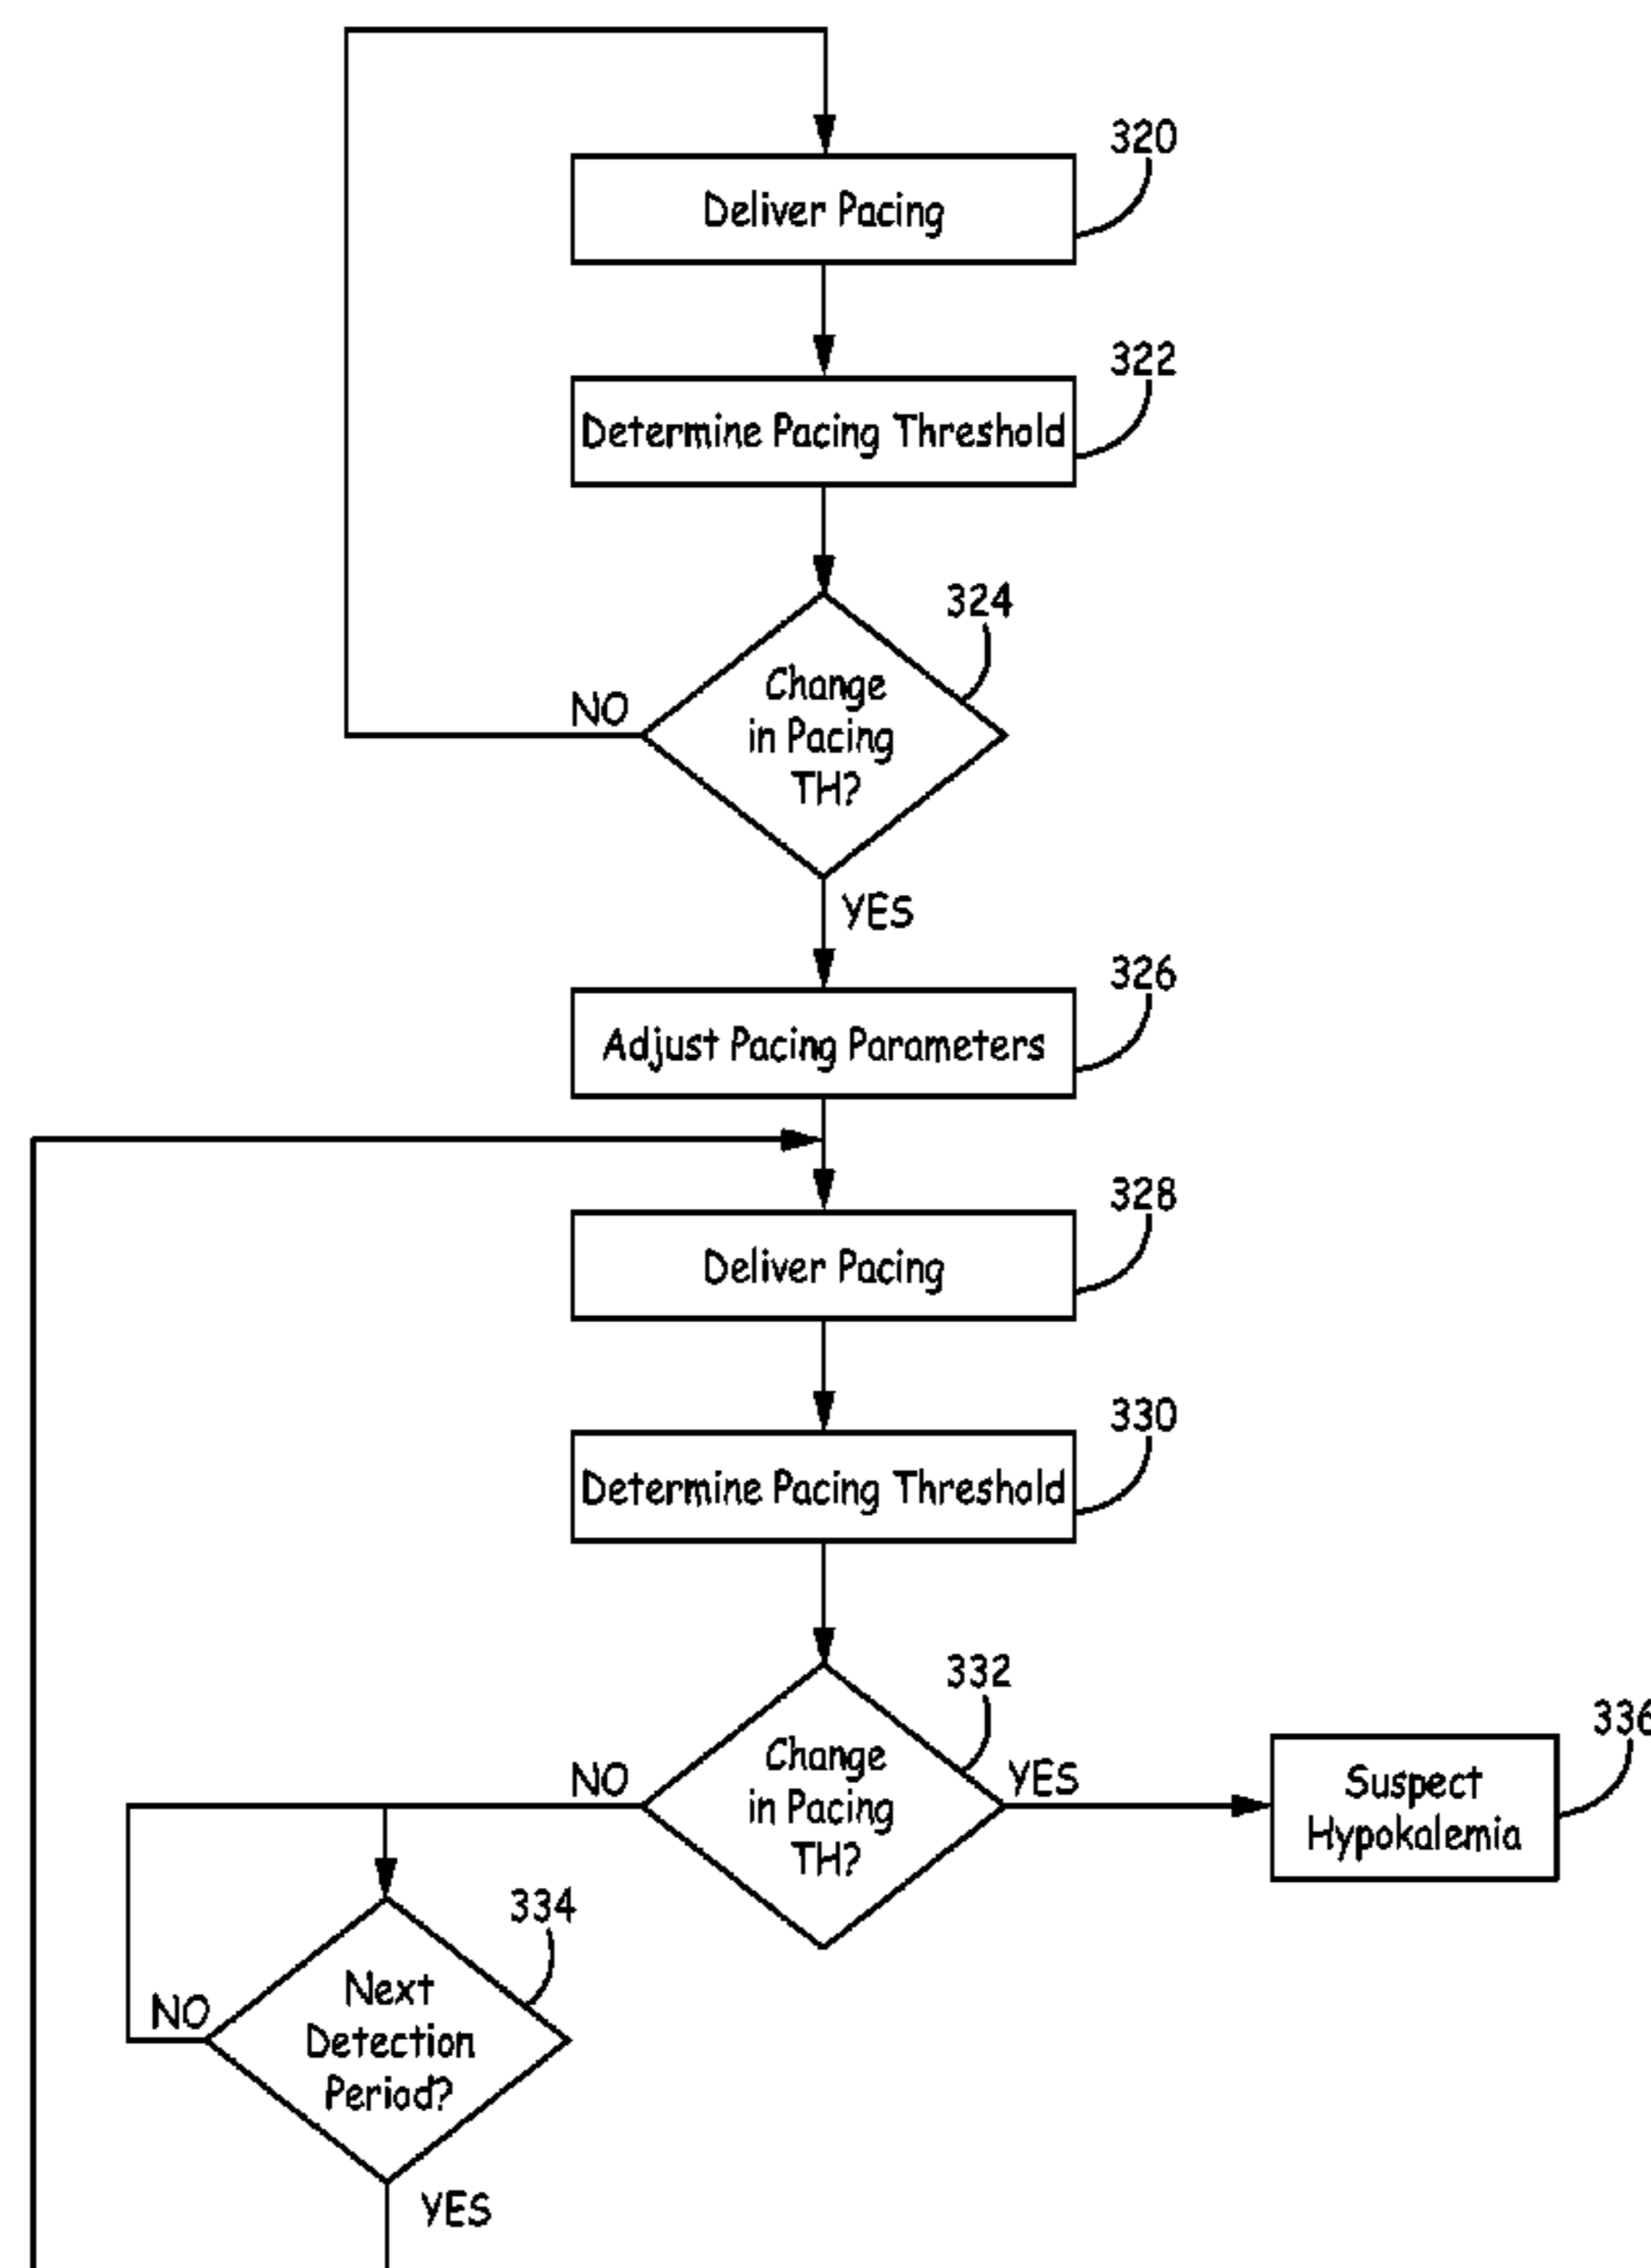 320
Deliver Pacing
322
Determine Pacing Threshold
324
Change
in Pacing
TH?
NO
YES
326
Adjust Pacing Parameters
328
Deliver Pacing
330
Determine Pacing Threshold
332
Change
in Pacing
TH?
NO
YES
336
Suspect
Hypokalemia
334
Next
Detection
Period?
NO
YES